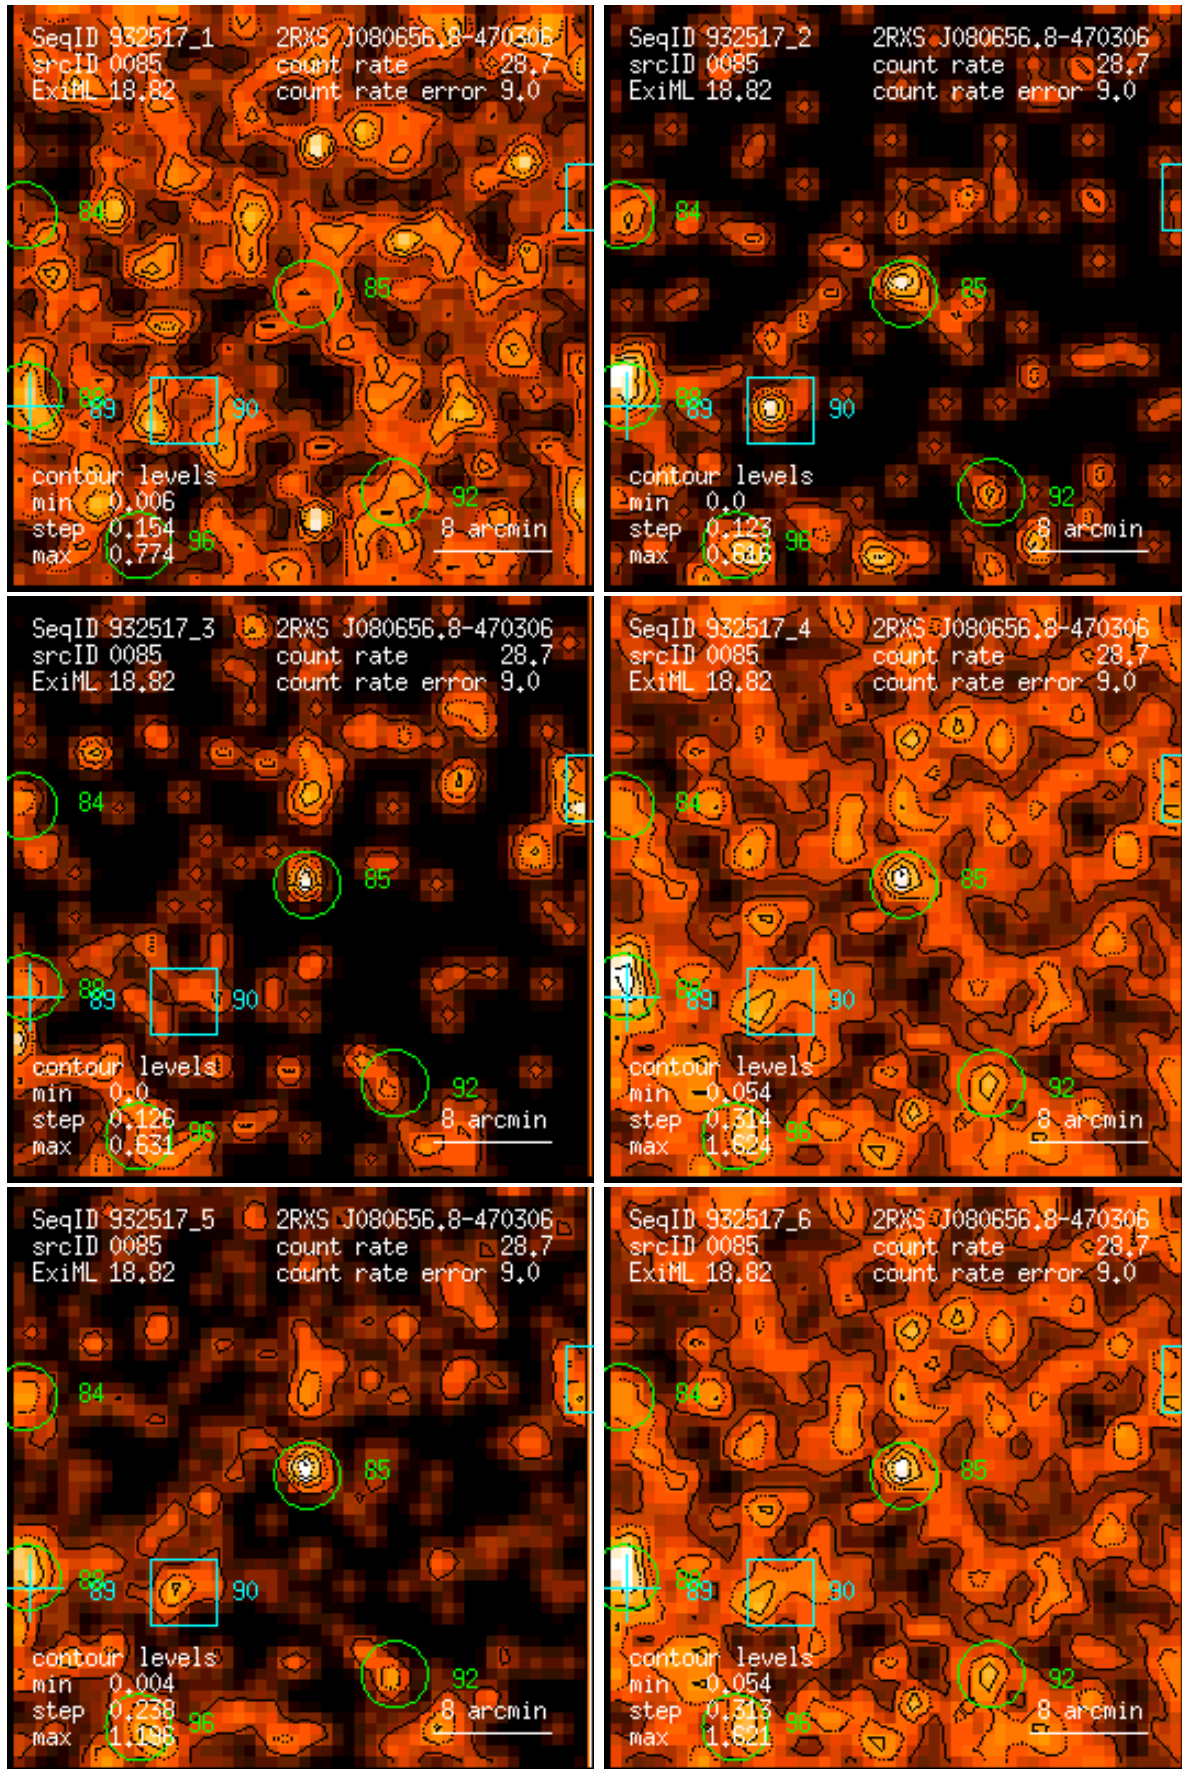 SeqID 932517_1 2RXS J080656.8-470306
srcID 0085 count rate 28.7
ExiML 18.82 count rate error 9.0
84
85
88 89 90
contour levels
min 0.006 92
step 0.154 8 arcmin
max 0.774 96
SeqID 932517_2 2RXS J080656.8-470306
srcID 0085 count rate 28.7
ExiML 18.82 count rate error 9.0
84
85
88 89 90
contour levels
min 0.0 92
step 0.123 8 arcmin
max 0.616 96
SeqID 932517_3 2RXS J080656.8-470306
srcID 0085 count rate 28.7
ExiML 18.82 count rate error 9.0
84
85
88 89 90
contour levels
min 0.0 92
step 0.126 8 arcmin
max 0.631 96
SeqID 932517_4 2RXS J080656.8-470306
srcID 0085 count rate 28.7
ExiML 18.82 count rate error 9.0
84
85
88 89 90
contour levels
min 0.054 92
step 0.314 8 arcmin
max 1.624 96
SeqID 932517_5 2RXS J080656.8-470306
srcID 0085 count rate 28.7
ExiML 18.82 count rate error 9.0
84
85
88 89 90
contour levels
min 0.004 92
step 0.238 8 arcmin
max 1.196 96
SeqID 932517_6 2RXS J080656.8-470306
srcID 0085 count rate 28.7
ExiML 18.82 count rate error 9.0
84
85
88 89 90
contour levels
min 0.054 92
step 0.313 8 arcmin
max 1.621 96